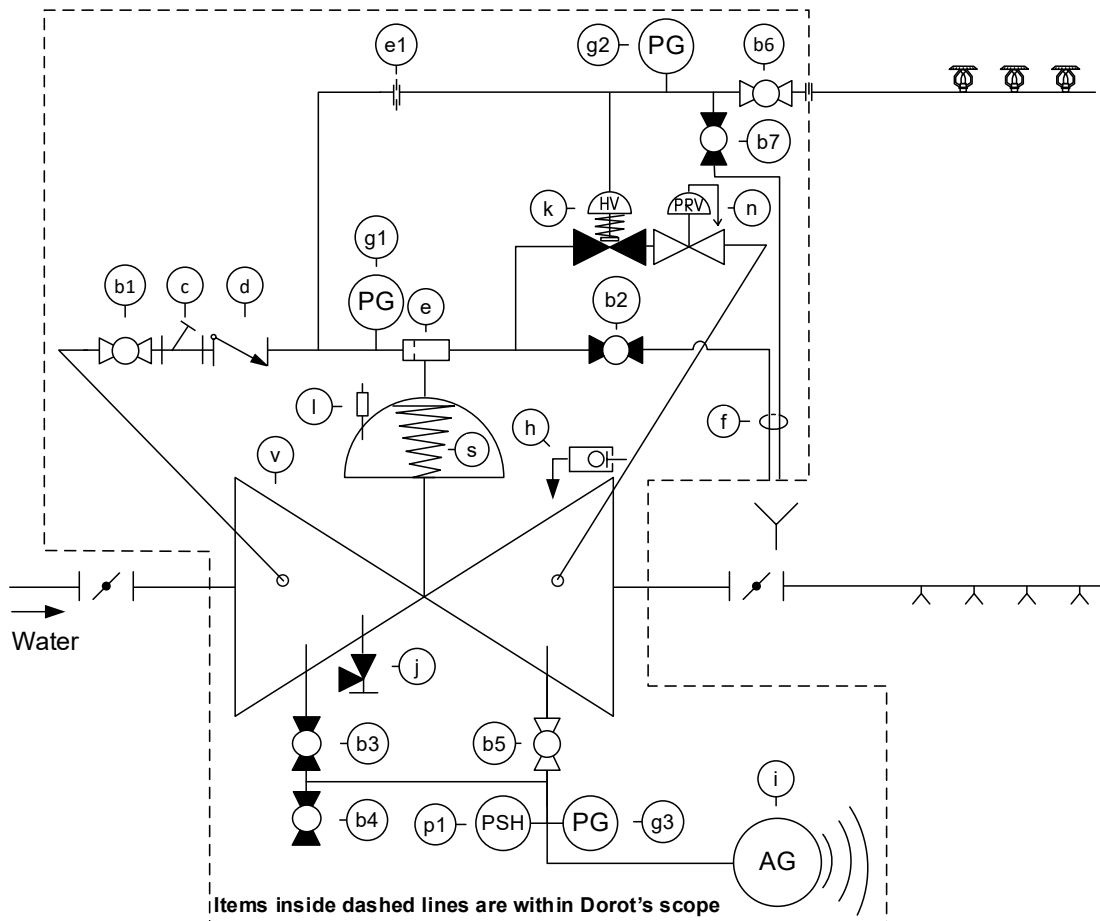 e1
g2
PG
b6
b7
k
HV
PRV
n
g1
b1
c
d
PG
e
b2
l
s
h
f
v
Water
j
b3
b5
i
b4
p1
PSH
PG
g3
AG
Items inside dashed lines are within Dorot's scope